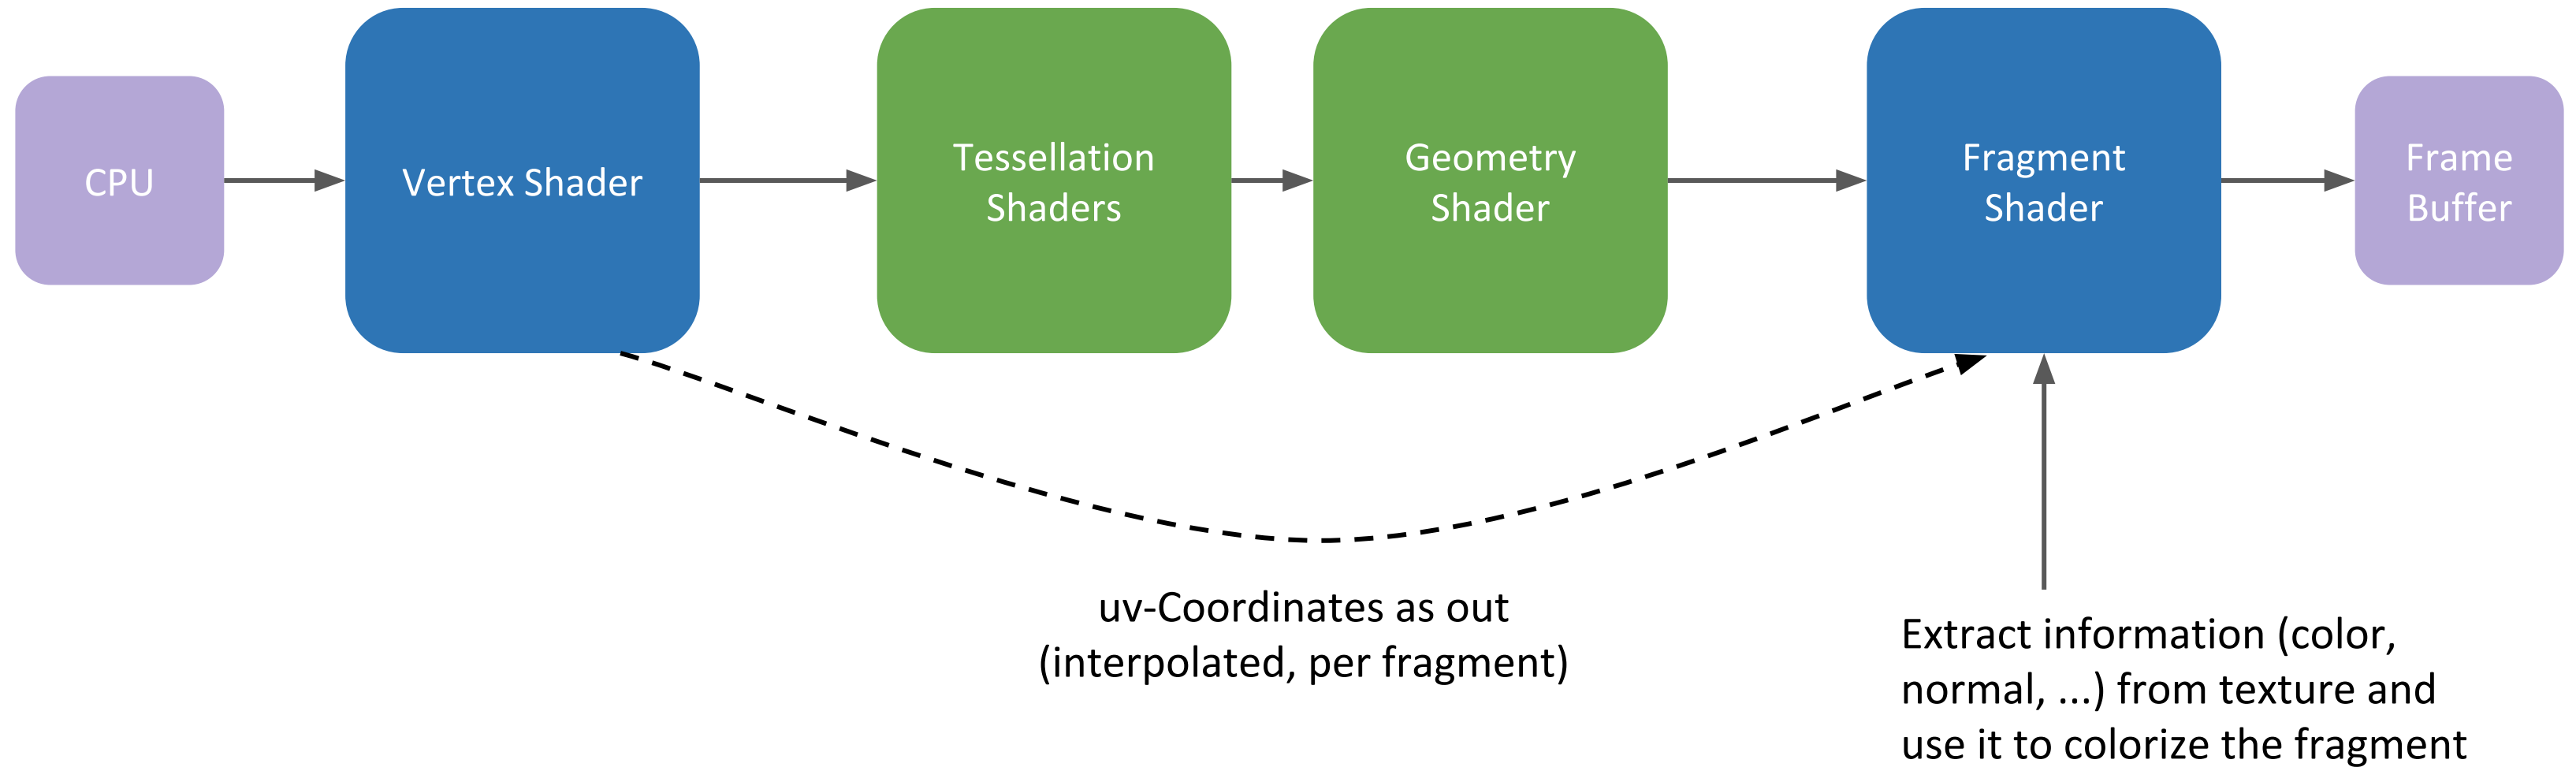 CPU
Vertex Shader
Tessellation
Shaders
Geometry
Shader
Fragment
Shader
Frame
Buffer
uv-Coordinates as out
(interpolated, per fragment)
Extract information (color,
normal, ...) from texture and
use it to colorize the fragment